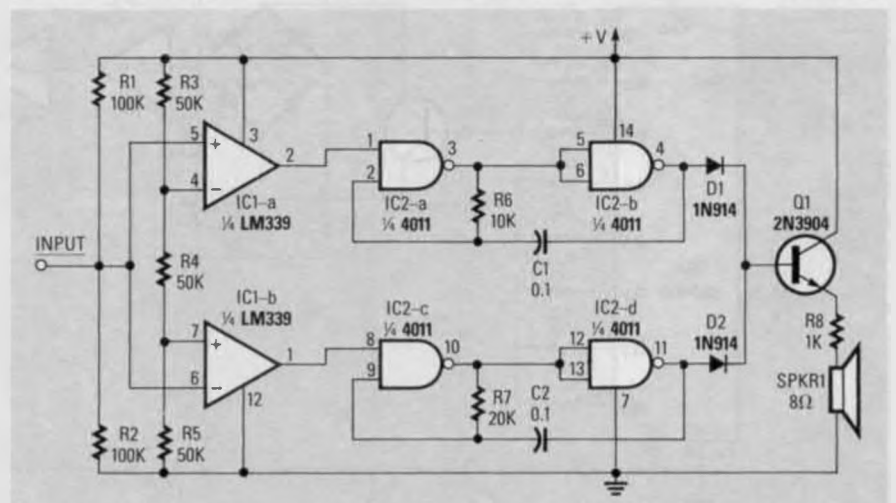 +V
R1
100K
R3
50K
5
+
3
2
4
−
IC1–a
¼ LM339
1
2
3
IC2–a
¼ 4011
R6
10K
C1
0.1
5
6
14
4
IC2–b
¼ 4011
D1
1N914
Q1
2N3904
INPUT
R4
50K
IC1–b
¼ LM339
7
+
6
−
1
12
IC2–c
¼ 4011
8
9
10
R7
20K
C2
0.1
IC2–d
¼ 4011
12
13
11
7
D2
1N914
R8
1K
SPKR1
8Ω
R2
100K
R5
50K